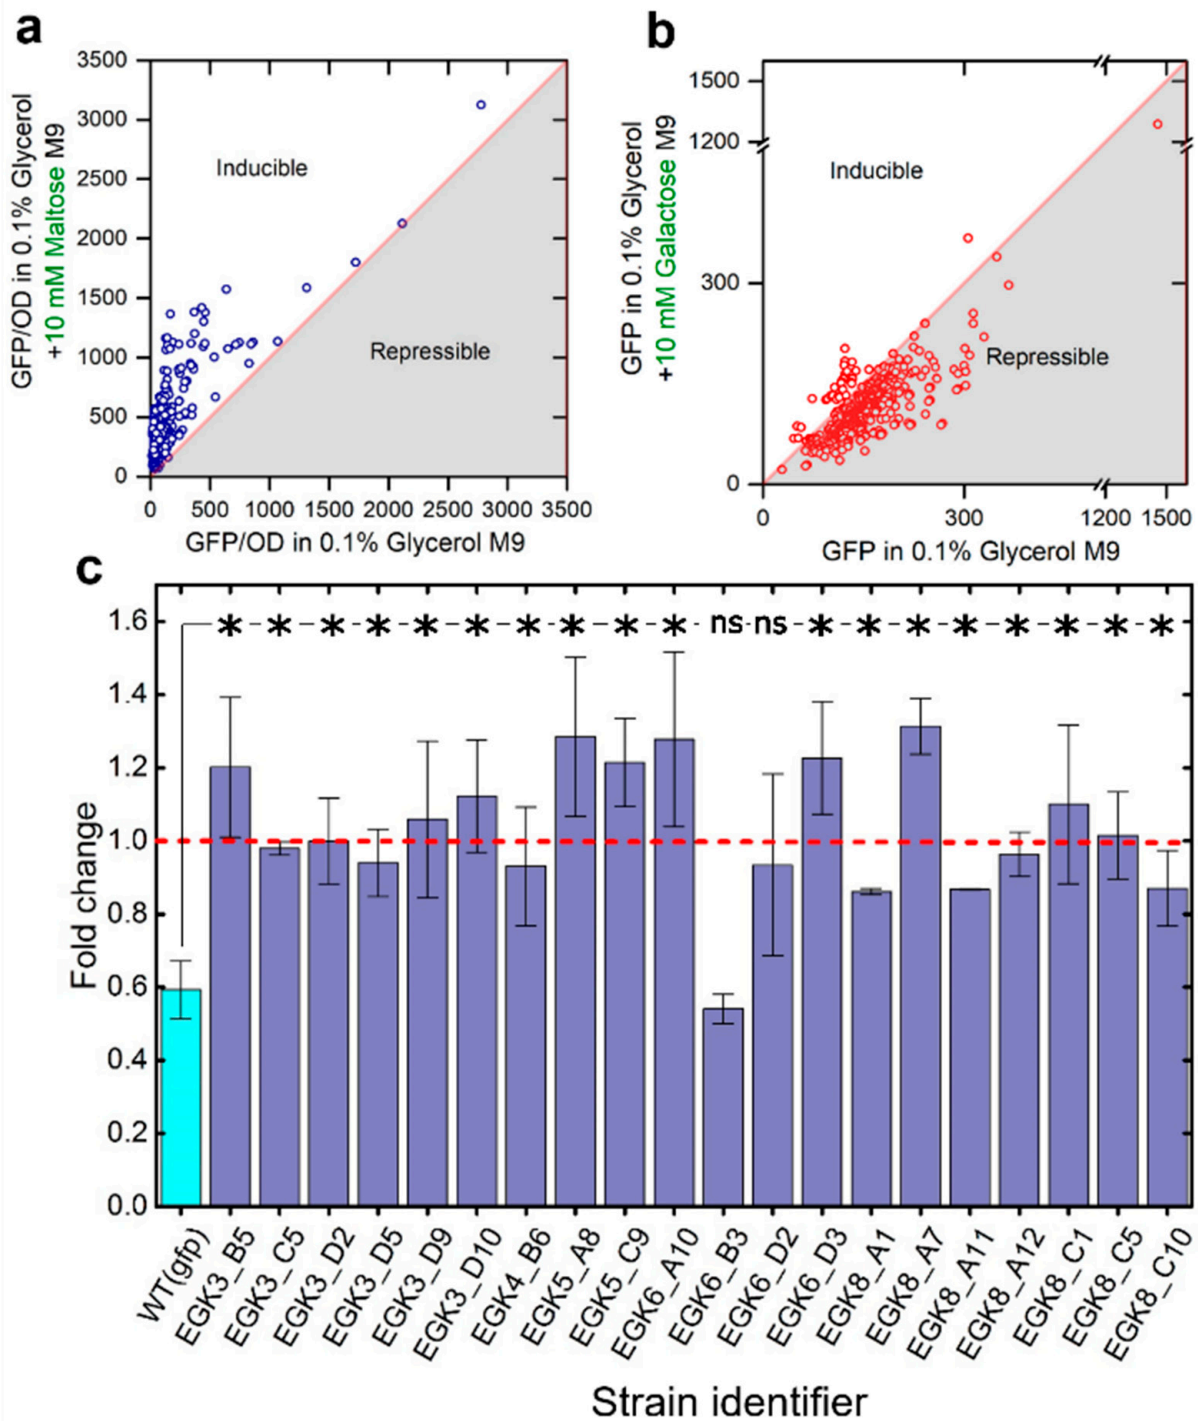 a
GFP/OD in 0.1% Glycerol
+10 mM Maltose M9
3500
3000
2500
2000
1500
1000
500
0
Inducible
Repressible
0 500 1000 1500 2000 2500 3000 3500
GFP/OD in 0.1% Glycerol M9
b
GFP in 0.1% Glycerol
+10 mM Galactose M9
1500
1200
300
0
Inducible
Repressible
0 300 1200 1500
GFP in 0.1% Glycerol M9
c
Fold change
1.6
1.4
1.2
1.0
0.8
0.6
0.4
0.2
0.0
* * * * * * * * * * ns ns * * * * * * * *
WT(gfp)
EGK3_B5
EGK3_C5
EGK3_D2
EGK3_D5
EGK3_D9
EGK3_D10
EGK4_B6
EGK5_A8
EGK5_C9
EGK6_A10
EGK6_B3
EGK6_D2
EGK6_D3
EGK8_A1
EGK8_A7
EGK8_A11
EGK8_A12
EGK8_C1
EGK8_C5
EGK8_C10
Strain identifier